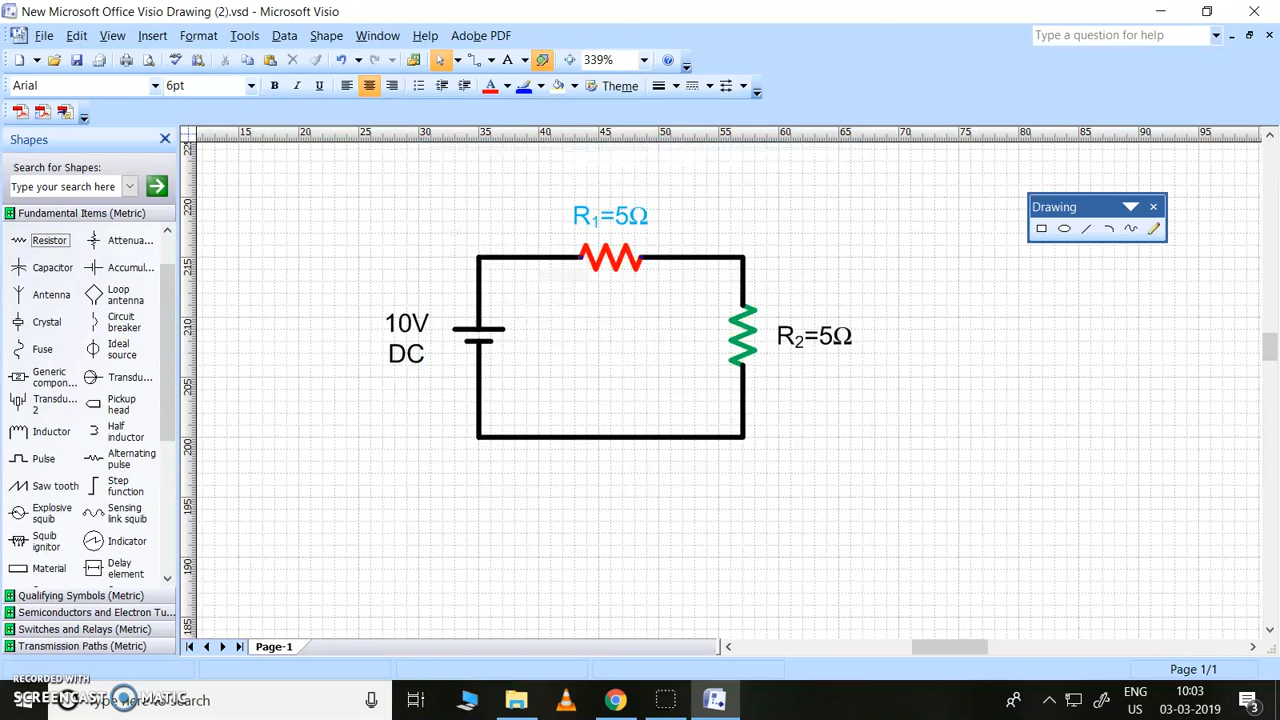 New Microsoft Office Visio Drawing (2).vsd - Microsoft Visio
File Edit View Insert Format Tools Data Shape Window Help Adobe PDF
Type a question for help
339%
Arial
6pt
B I U
Theme
Shapes
Search for Shapes:
Type your search here
Fundamental Items (Metric)
Resistor
Attenua...
Capacitor
Accumul...
Antenna
Loop
antenna
Crystal
Circuit
breaker
Fuse
Ideal
source
Generic
compon...
Transdu...
Transdu...
2
Pickup
head
Inductor
Half
inductor
Pulse
Alternating
pulse
Saw tooth
Step
function
Explosive
squib
Sensing
link squib
Squib
ignitor
Indicator
Material
Delay
element
Qualifying Symbols (Metric)
Semiconductors and Electron Tu...
Switches and Relays (Metric)
Transmission Paths (Metric)
15 20 25 30 35 40 45 50 55 60 65 70 75 80 85 90 95
220
215
210
205
200
195
190
185
R₁=5Ω
10V
DC
R₂=5Ω
Drawing
Page-1
Page 1/1
RECORDED WITH
SCREENCAST MATIC
Type here to search
ENG
US
10:03
03-03-2019
3